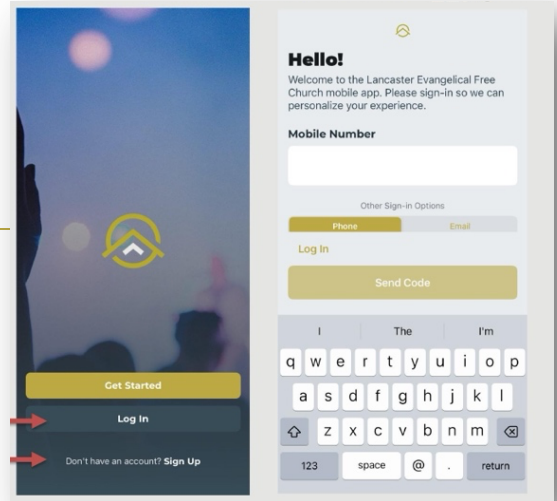 Get Started
Log In
Don't have an account? Sign Up
Hello!
Welcome to the Lancaster Evangelical Free
Church mobile app. Please sign-in so we can
personalize your experience.
Mobile Number
Other Sign-in Options
Phone Email
Log In
Send Code
I The I'm
q w e r t y u i o p
a s d f g h j k l
z x c v b n m
123 space @ . return